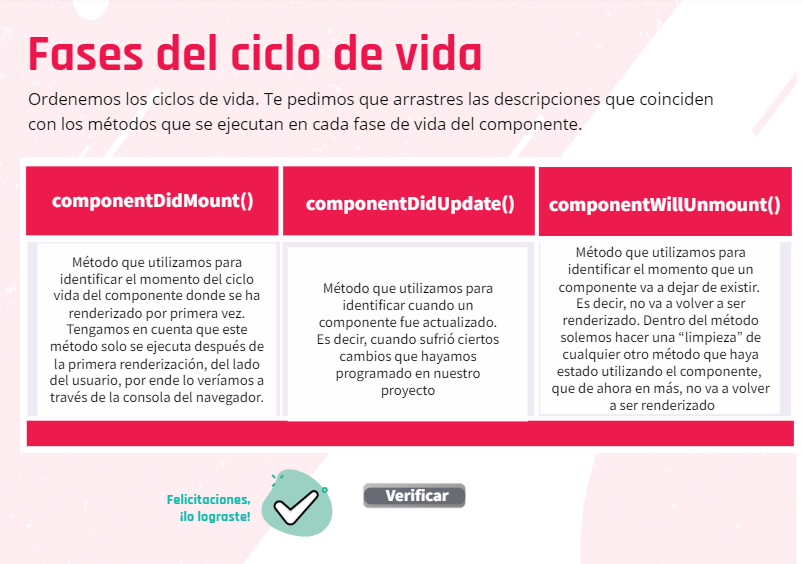 Fases del ciclo de vida
Ordenemos los ciclos de vida. Te pedimos que arrastres las descripciones que coinciden
con los métodos que se ejecutan en cada fase de vida del componente.
componentDidMount()
Método que utilizamos para
identificar el momento del ciclo
vida del componente donde se ha
renderizado por primera vez.
Tengamos en cuenta que este
método solo se ejecuta después de
la primera renderización, del lado
del usuario, por ende lo veríamos a
través de la consola del navegador.
componentDidUpdate()
Método que utilizamos para
identificar cuando un
componente fue actualizado.
Es decir, cuando sufrió ciertos
cambios que hayamos
programado en nuestro
proyecto
componentWillUnmount()
Método que utilizamos para
identificar el momento que un
componente va a dejar de existir.
Es decir, no va a volver a ser
renderizado. Dentro del método
solemos hacer una “limpieza” de
cualquier otro método que haya
estado utilizando el componente,
que de ahora en más, no va a volver
a ser renderizado
Felicitaciones,
¡lo lograste!
Verificar